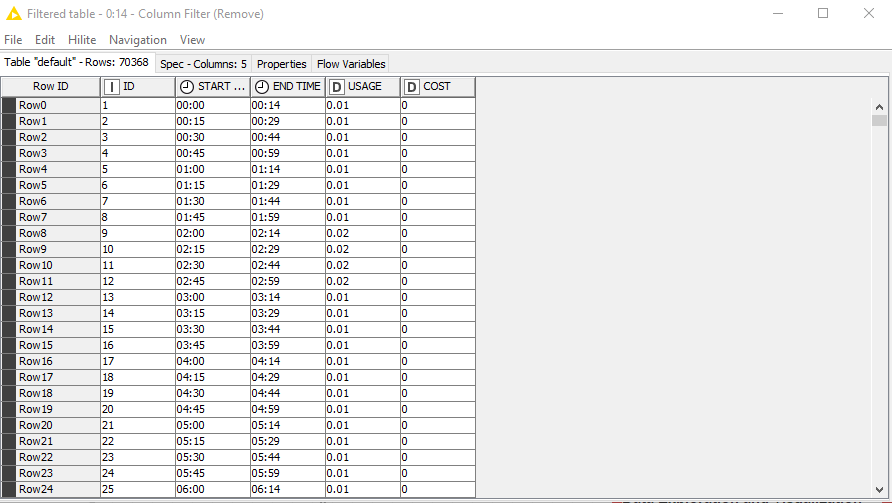 Filtered table - 0:14 - Column Filter (Remove)
File Edit Hilite Navigation View
Table "default" - Rows: 70368 Spec - Columns: 5 Properties Flow Variables
Row ID I ID START ... END TIME D USAGE D COST
Row0 1 00:00 00:14 0.01 0
Row1 2 00:15 00:29 0.01 0
Row2 3 00:30 00:44 0.01 0
Row3 4 00:45 00:59 0.01 0
Row4 5 01:00 01:14 0.01 0
Row5 6 01:15 01:29 0.01 0
Row6 7 01:30 01:44 0.01 0
Row7 8 01:45 01:59 0.01 0
Row8 9 02:00 02:14 0.02 0
Row9 10 02:15 02:29 0.02 0
Row10 11 02:30 02:44 0.02 0
Row11 12 02:45 02:59 0.02 0
Row12 13 03:00 03:14 0.01 0
Row13 14 03:15 03:29 0.01 0
Row14 15 03:30 03:44 0.01 0
Row15 16 03:45 03:59 0.01 0
Row16 17 04:00 04:14 0.01 0
Row17 18 04:15 04:29 0.01 0
Row18 19 04:30 04:44 0.01 0
Row19 20 04:45 04:59 0.01 0
Row20 21 05:00 05:14 0.01 0
Row21 22 05:15 05:29 0.01 0
Row22 23 05:30 05:44 0.01 0
Row23 24 05:45 05:59 0.01 0
Row24 25 06:00 06:14 0.01 0